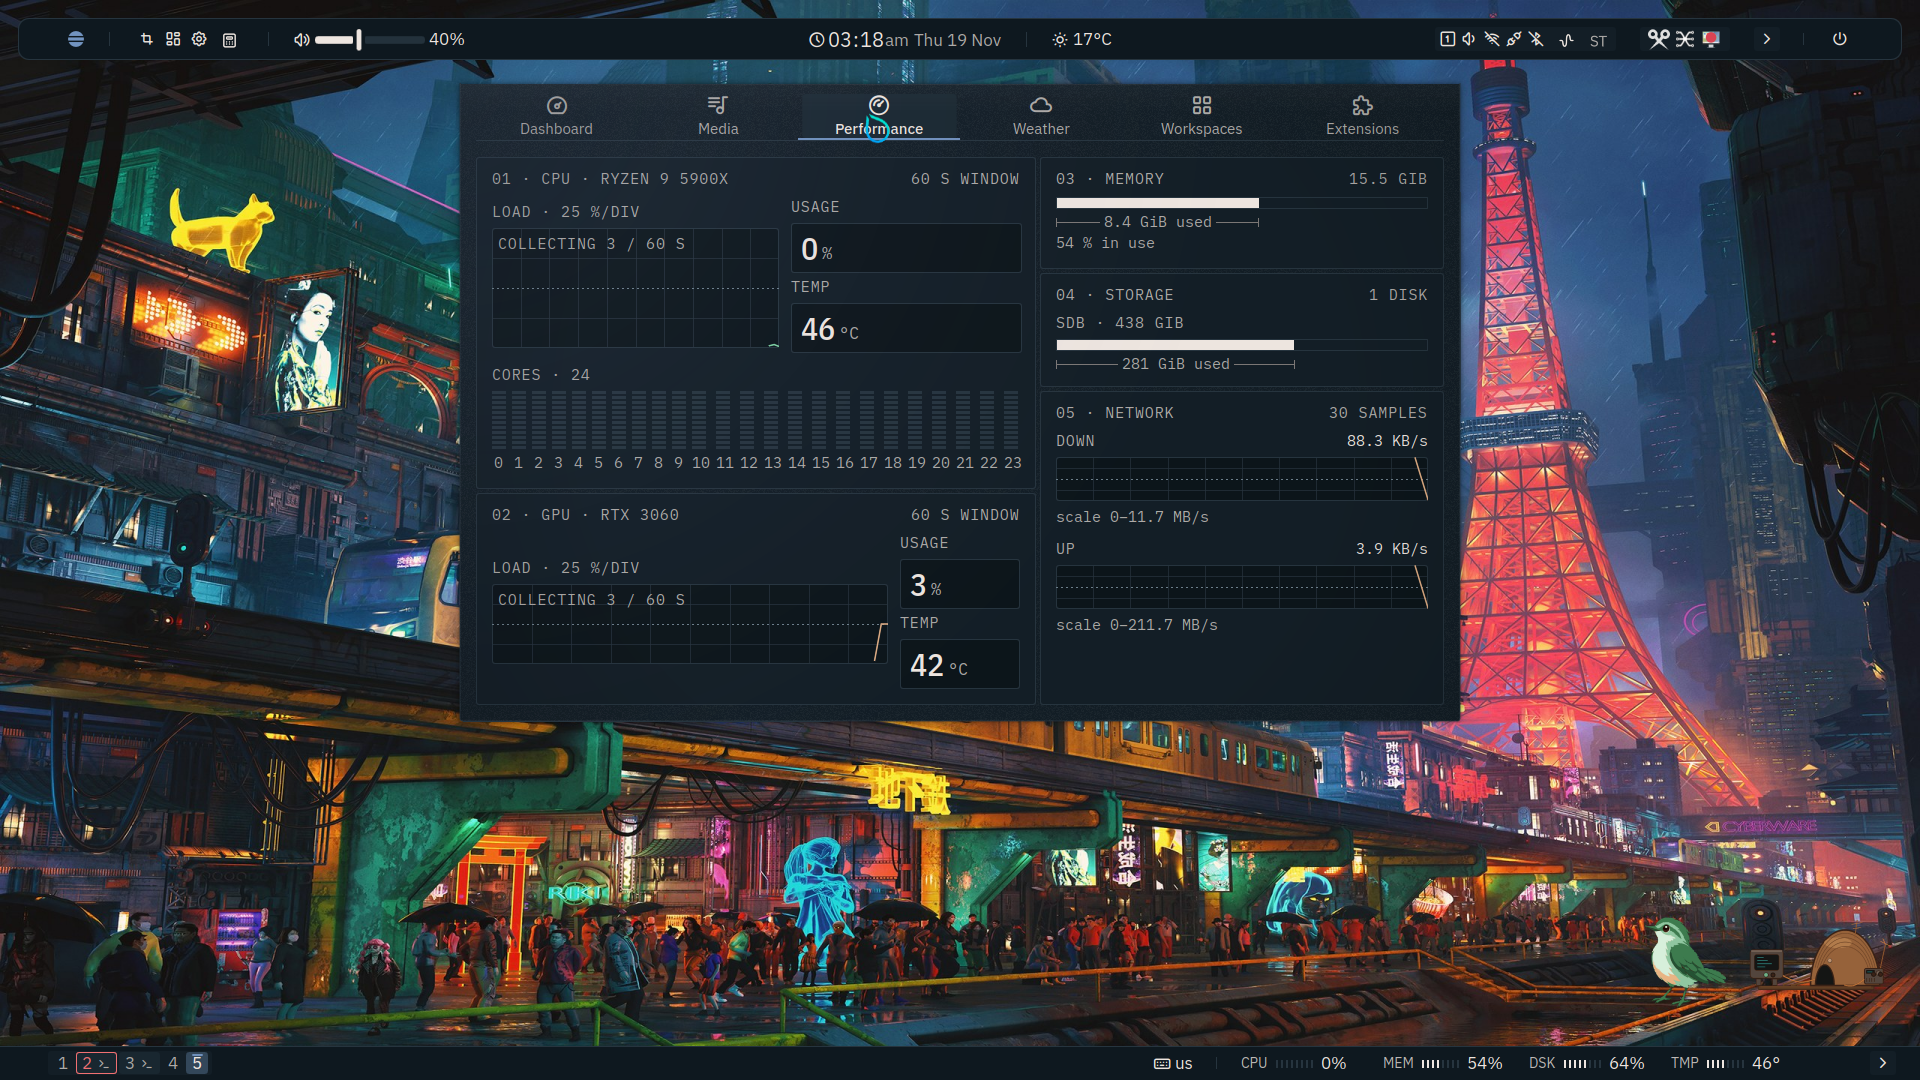 40%
03:18am Thu 19 Nov
17°C
1
ST
Dashboard
Media
Performance
Weather
Workspaces
Extensions
01 · CPU · RYZEN 9 5900X
60 S WINDOW
LOAD · 25 %/DIV
COLLECTING 3 / 60 S
USAGE
0 %
TEMP
46 °C
CORES · 24
0 1 2 3 4 5 6 7 8 9 10 11 12 13 14 15 16 17 18 19 20 21 22 23
02 · GPU · RTX 3060
60 S WINDOW
LOAD · 25 %/DIV
COLLECTING 3 / 60 S
USAGE
3 %
TEMP
42 °C
03 · MEMORY
15.5 GIB
8.4 GiB used
54 % in use
04 · STORAGE
1 DISK
SDB · 438 GIB
281 GiB used
05 · NETWORK
30 SAMPLES
DOWN
88.3 KB/s
scale 0–11.7 MB/s
UP
3.9 KB/s
scale 0–211.7 MB/s
CYBERWARE
1 2 >_ 3 >_ 4 5
us
CPU 0%
MEM 54%
DSK 64%
TMP 46°